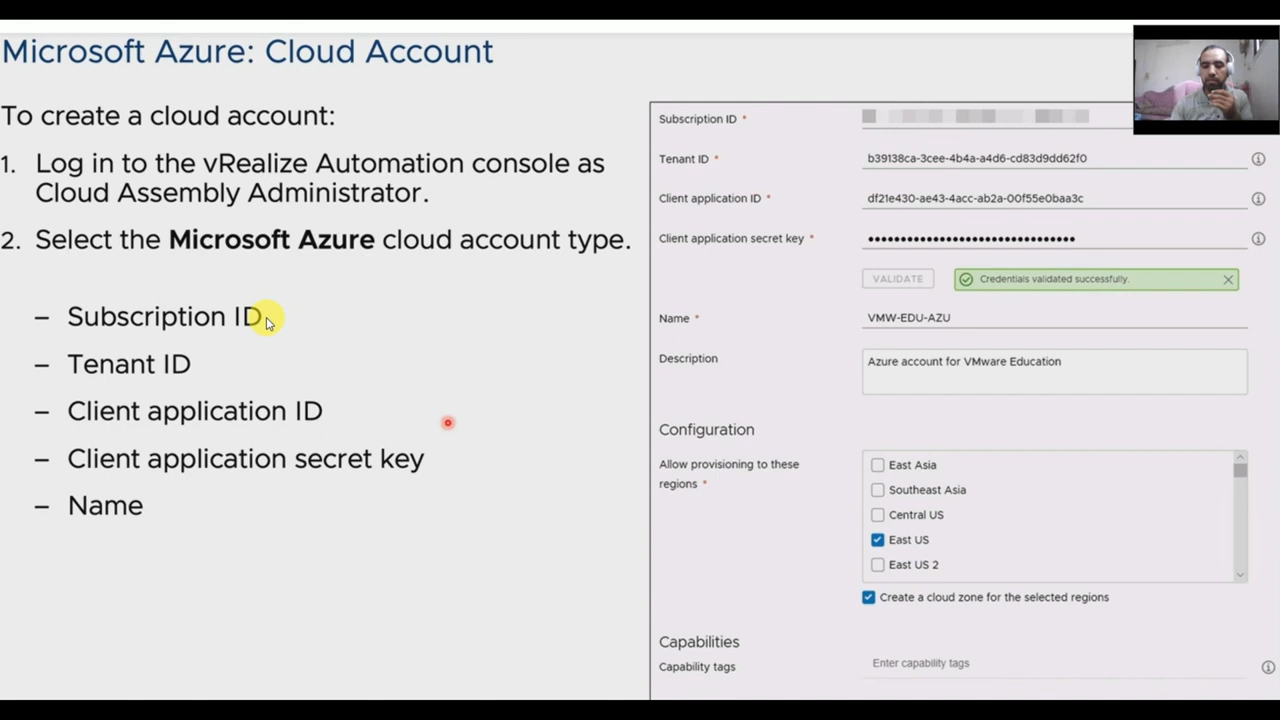 Microsoft Azure: Cloud Account
To create a cloud account:
1. Log in to the vRealize Automation console as
Cloud Assembly Administrator.
2. Select the Microsoft Azure cloud account type.
– Subscription ID
– Tenant ID
– Client application ID
– Client application secret key
– Name
Subscription ID *
Tenant ID * b39138ca-3cee-4b4a-a4d6-cd83d9dd62f0
Client application ID * df21e430-ae43-4acc-ab2a-00f55e0baa3c
Client application secret key * ••••••••••••••••••••••••••••••••
VALIDATE Credentials validated successfully.
Name * VMW-EDU-AZU
Description Azure account for VMware Education
Configuration
Allow provisioning to these
regions *
East Asia
Southeast Asia
Central US
East US
East US 2
Create a cloud zone for the selected regions
Capabilities
Capability tags Enter capability tags